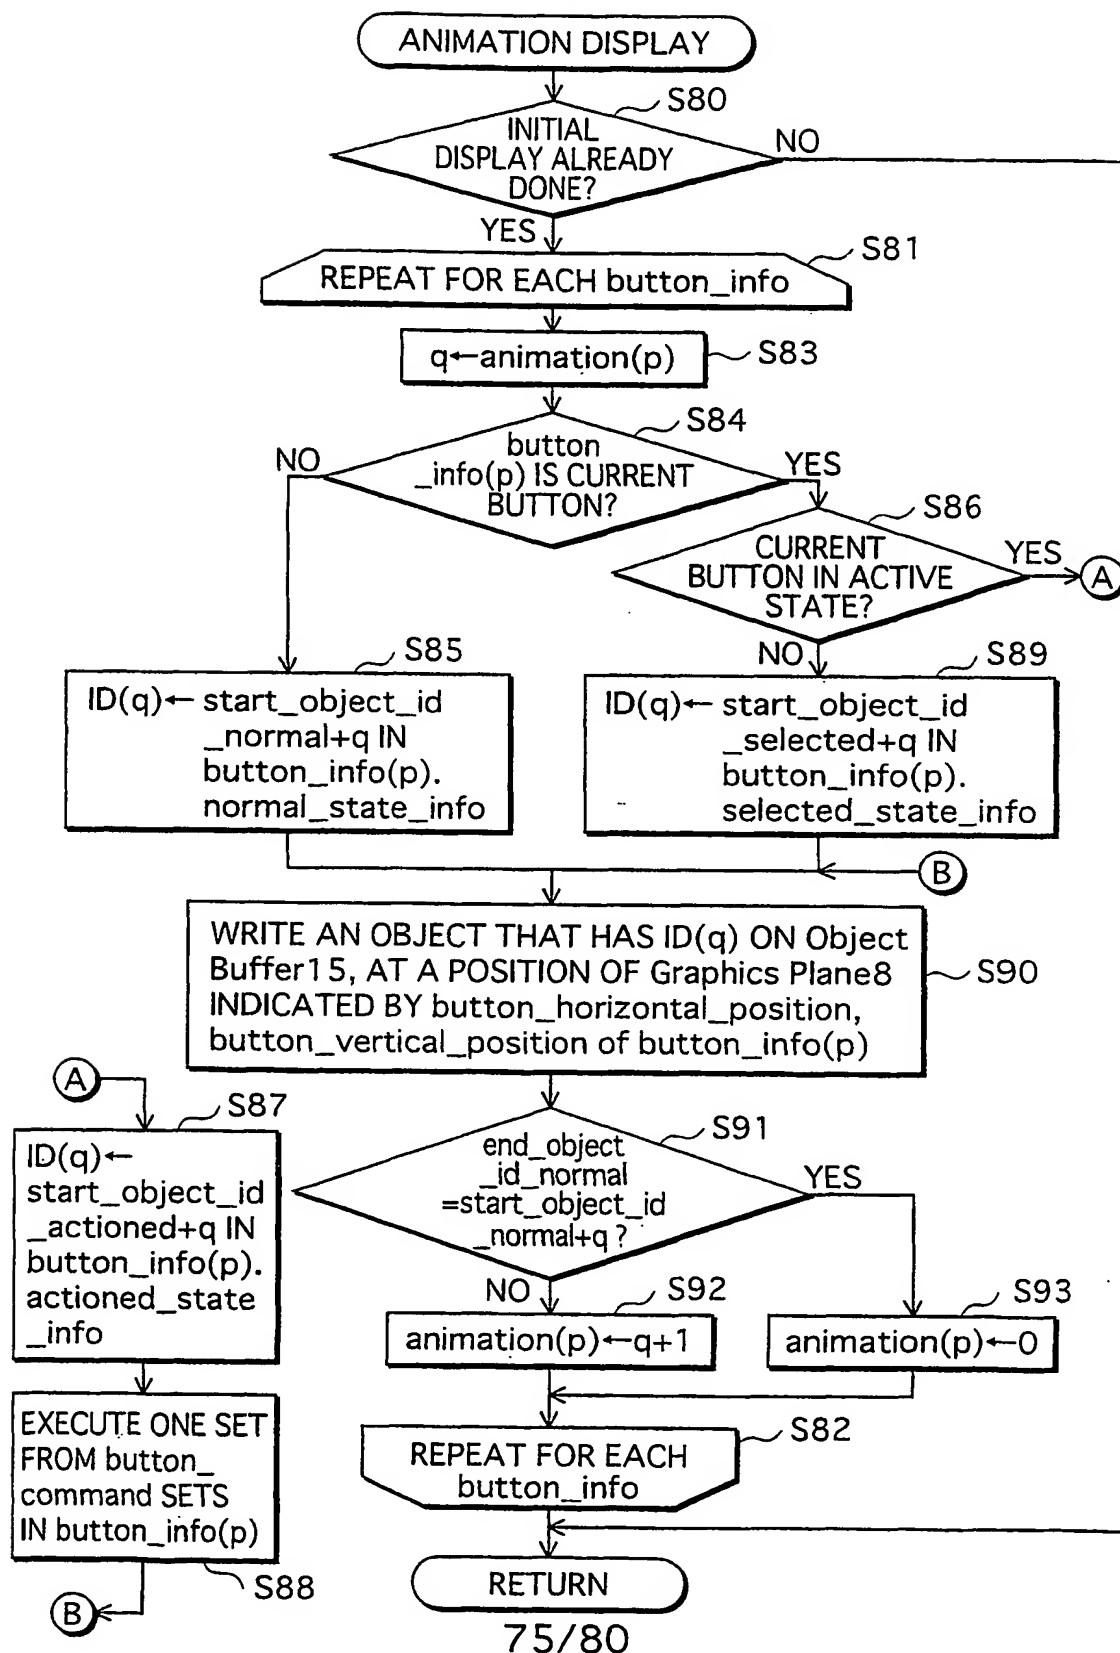 ANIMATION DISPLAY
S80
INITIAL
DISPLAY ALREADY
DONE?
NO
YES
S81
REPEAT FOR EACH button_info
q←animation(p)
S83
S84
button
_info(p) IS CURRENT
BUTTON?
NO
YES
S86
CURRENT
BUTTON IN ACTIVE
STATE?
YES
A
NO
S85
ID(q)← start_object_id
_normal+q IN
button_info(p).
normal_state_info
S89
ID(q)← start_object_id
_selected+q IN
button_info(p).
selected_state_info
B
WRITE AN OBJECT THAT HAS ID(q) ON Object
Buffer15, AT A POSITION OF Graphics Plane8
INDICATED BY button_horizontal_position,
button_vertical_position of button_info(p)
S90
A
S87
ID(q)←
start_object_id
_actioned+q IN
button_info(p).
actioned_state
_info
EXECUTE ONE SET
FROM button_
command SETS
IN button_info(p)
S88
B
S91
end_object
_id_normal
=start_object_id
_normal+q ?
YES
NO
S92
animation(p)←q+1
S93
animation(p)←0
S82
REPEAT FOR EACH
button_info
RETURN
75/80